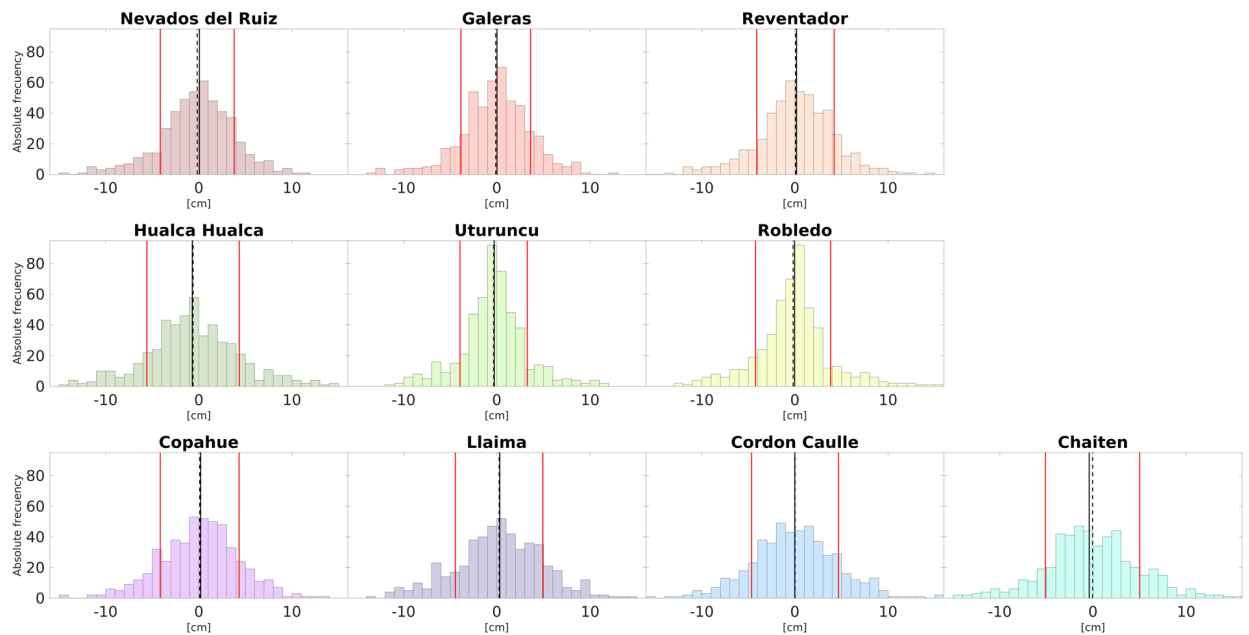 Nevados del Ruiz Galeras Reventador
Absolute frecuency
80
60
40
20
0
-10 0 10 -10 0 10 -10 0 10
[cm] [cm] [cm]
Hualca Hualca Uturuncu Robledo
Absolute frecuency
80
60
40
20
0
-10 0 10 -10 0 10 -10 0 10
[cm] [cm] [cm]
Copahue Llaima Cordon Caulle Chaiten
Absolute frecuency
80
60
40
20
0
-10 0 10 -10 0 10 -10 0 10 -10 0 10
[cm] [cm] [cm] [cm]